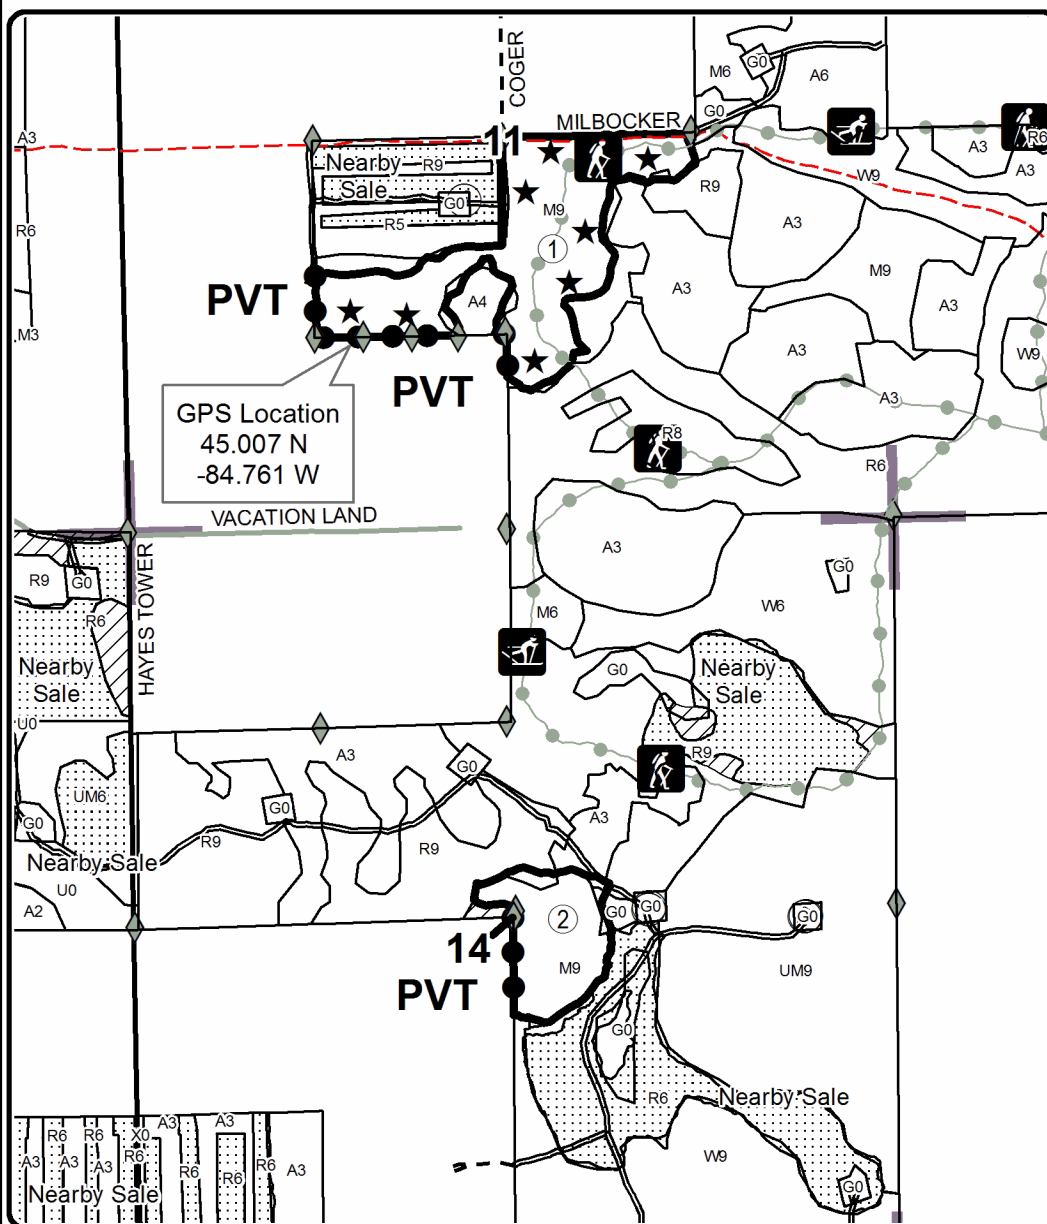 COGER
G0
M6
A6
G0
MILBOCKER
A3
11
Nearby
Sale
R9
R6
A3
A3
W9
R9
G0
M9
R5
A3
R6
1
M9
A3
A3
PVT
A4
M3
A3
W9
PVT
A3
GPS Location
45.007 N
-84.761 W
R8
R6
VACATION LAND
A3
HAYES TOWER
R9
G0
G0
R6
M6
W6
Nearby
Sale
G0
Nearby
Sale
U0
A3
R9
G0
UM6
G0
G0
A3
R9
R9
Nearby Sale
U0
A2
G0
G0
G0
2
14
M9
UM9
PVT
G0
R6
Nearby Sale
A3
A3
R6
R6
X0
A3
A3
A3
R6
R6
R6
R6
A3
W9
G0
Nearby Sale